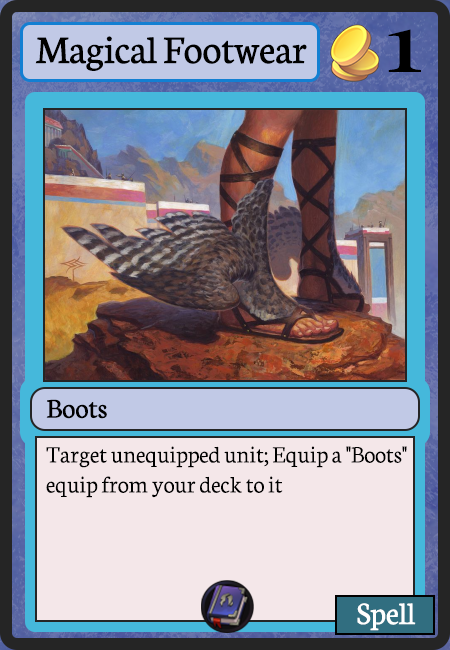 Magical Footwear
1
Boots
Target unequipped unit; Equip a "Boots"
equip from your deck to it
Spell